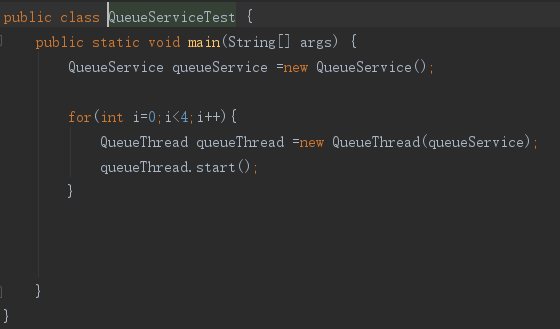 public class QueueServiceTest {
    public static void main(String[] args) {
        QueueService queueService =new QueueService();
        for(int i=0;i<4;i++){
            QueueThread queueThread =new QueueThread(queueService);
            queueThread.start();
        }
    }
}